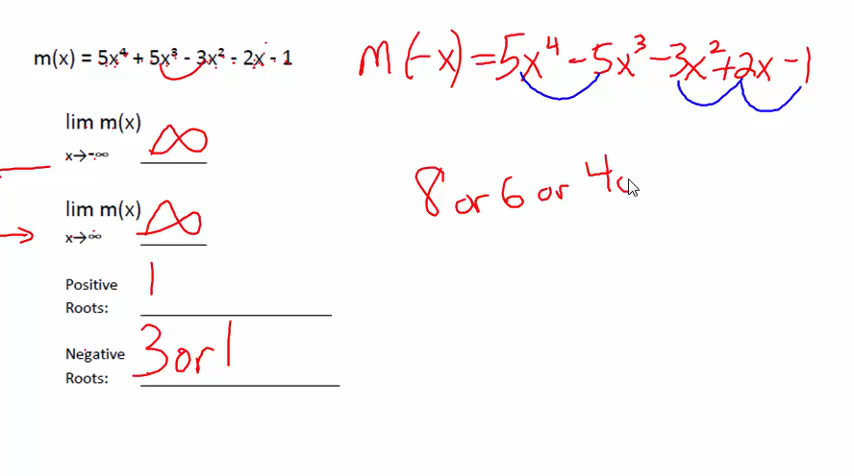 m(x) = 5x⁴ + 5x³ - 3x² - 2x - 1
m(-x) = 5x⁴ - 5x³ - 3x² + 2x - 1
lim m(x) ∞
x→-∞
lim m(x) ∞
x→∞
8 or 6 or 4
Positive 1
Roots:
Negative 3 or 1
Roots: